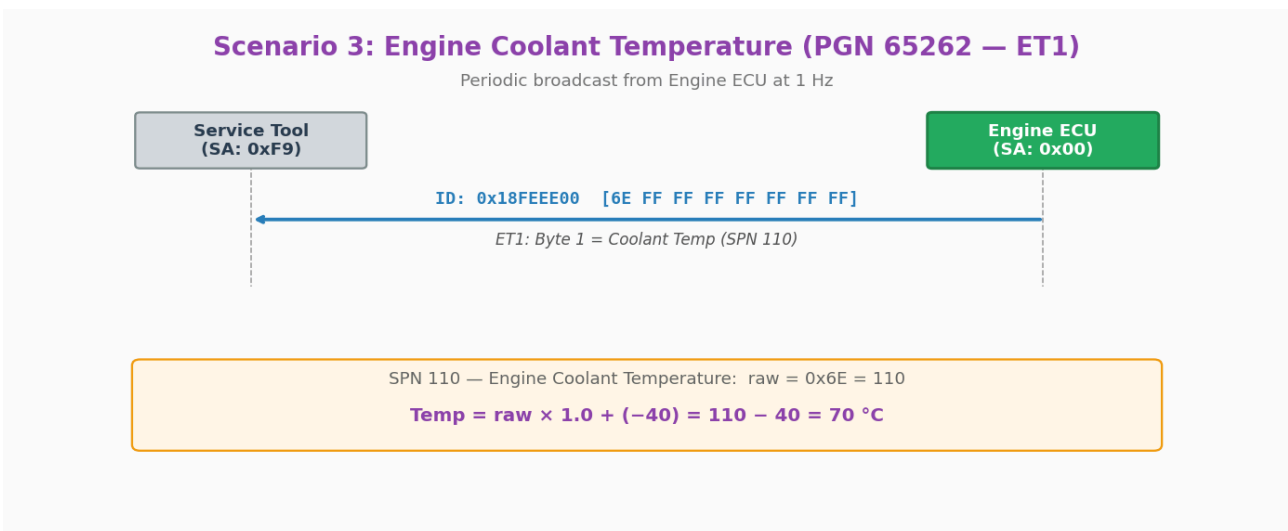 Scenario 3: Engine Coolant Temperature (PGN 65262 — ET1)
Periodic broadcast from Engine ECU at 1 Hz
Service Tool
(SA: 0xF9)
Engine ECU
(SA: 0x00)
ID: 0x18FEEE00  [6E FF FF FF FF FF FF FF]
ET1: Byte 1 = Coolant Temp (SPN 110)
SPN 110 — Engine Coolant Temperature:  raw = 0x6E = 110
Temp = raw × 1.0 + (−40) = 110 − 40 = 70 °C